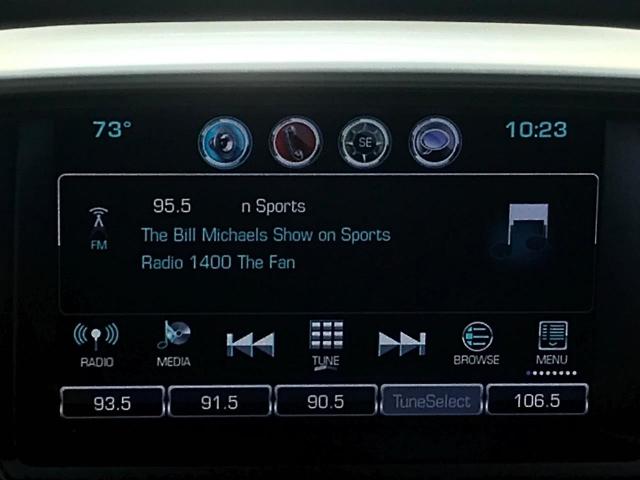 73° SE 10:23
95.5 n Sports
FM
The Bill Michaels Show on Sports
Radio 1400 The Fan
RADIO MEDIA TUNE BROWSE MENU
93.5 91.5 90.5 TuneSelect 106.5